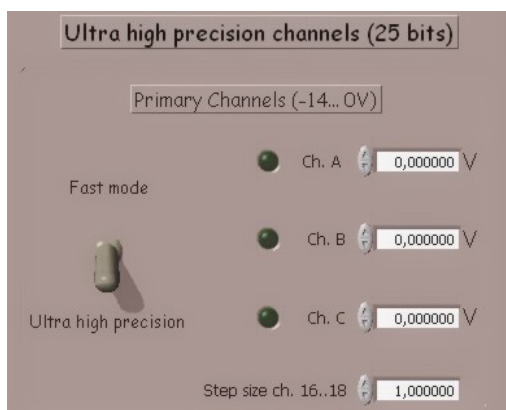 Ultra high precision channels (25 bits)
Primary Channels (-14... 0V)
Ch. A 0,000000 V
Fast mode
Ch. B 0,000000 V
Ultra high precision
Ch. C 0,000000 V
Step size ch. 16..18 1,000000